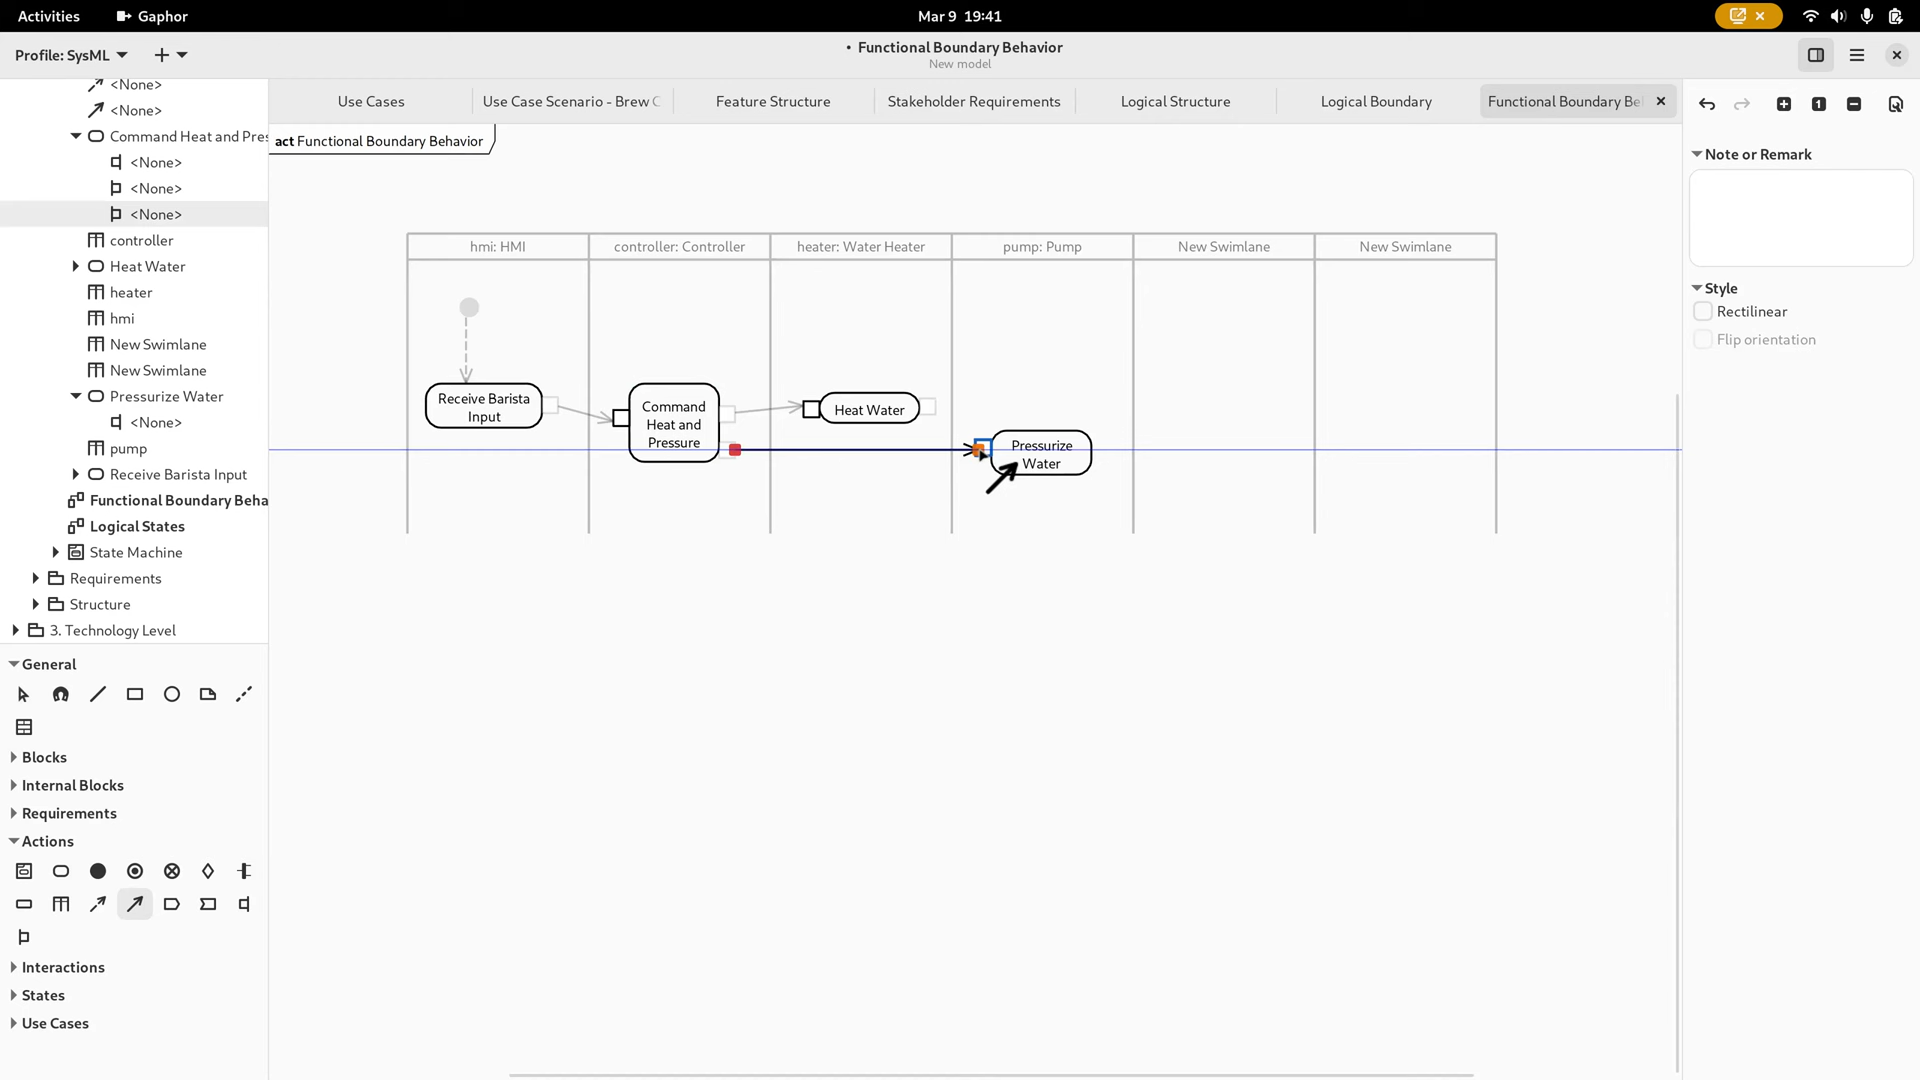 Activities
Gaphor
Mar 9 19:41
Profile: SysML
• Functional Boundary Behavior
New model
<None>
<None>
Command Heat and Pres
<None>
<None>
<None>
controller
Heat Water
heater
hmi
New Swimlane
New Swimlane
Pressurize Water
<None>
pump
Receive Barista Input
Functional Boundary Beha
Logical States
State Machine
Requirements
Structure
3. Technology Level
General
Blocks
Internal Blocks
Requirements
Actions
Interactions
States
Use Cases
Use Cases
Use Case Scenario - Brew C
Feature Structure
Stakeholder Requirements
Logical Structure
Logical Boundary
Functional Boundary Be
act Functional Boundary Behavior
hmi: HMI
controller: Controller
heater: Water Heater
pump: Pump
New Swimlane
New Swimlane
Receive Barista
Input
Command
Heat and
Pressure
Heat Water
Pressurize
Water
1
Note or Remark
Style
Rectilinear
Flip orientation